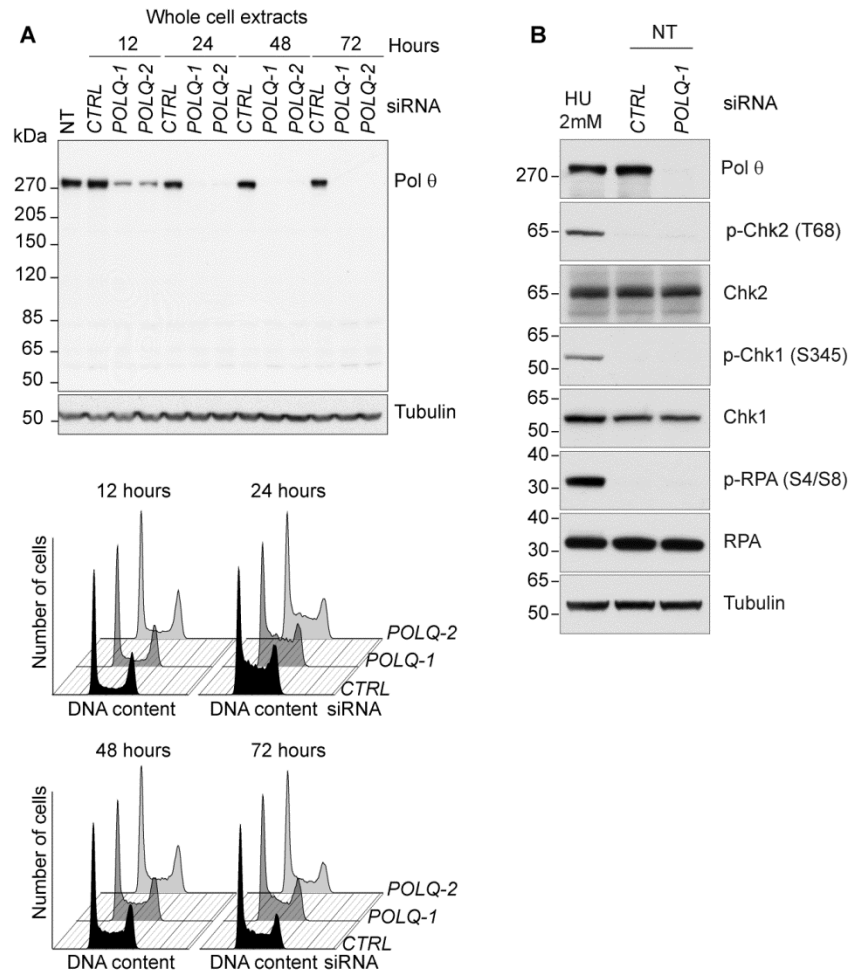 A
Whole cell extracts
12 24 48 72 Hours
NT CTRL POLQ-1 POLQ-2 CTRL POLQ-1 POLQ-2 CTRL POLQ-1 POLQ-2 CTRL POLQ-1 POLQ-2 siRNA
kDa
270 Pol θ
205
150
120
85
65
50
50 Tubulin
12 hours 24 hours
Number of cells
POLQ-2
POLQ-1
CTRL
DNA content DNA content siRNA
48 hours 72 hours
Number of cells
POLQ-2
POLQ-1
CTRL
DNA content DNA content siRNA
B
NT
HU
2mM
CTRL POLQ-1 siRNA
270 Pol θ
65 p-Chk2 (T68)
65 Chk2
65
50 p-Chk1 (S345)
65
50 Chk1
40
30 p-RPA (S4/S8)
40
30 RPA
65
50 Tubulin